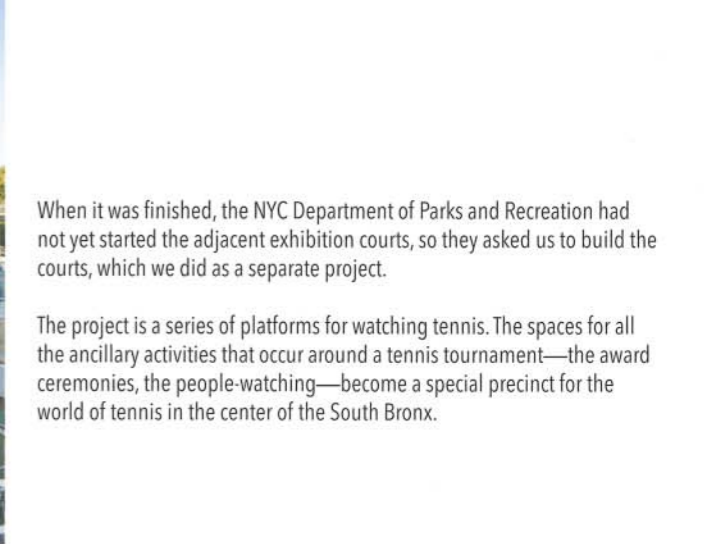 When it was finished, the NYC Department of Parks and Recreation had
not yet started the adjacent exhibition courts, so they asked us to build the
courts, which we did as a separate project.
The project is a series of platforms for watching tennis. The spaces for all
the ancillary activities that occur around a tennis tournament—the award
ceremonies, the people-watching—become a special precinct for the
world of tennis in the center of the South Bronx.